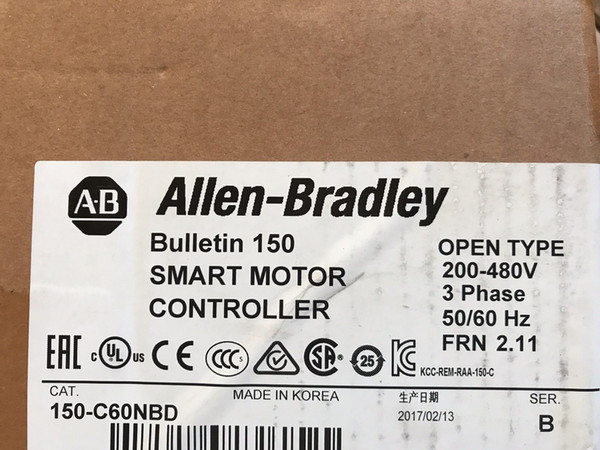 A-B Allen-Bradley
Bulletin 150
SMART MOTOR
CONTROLLER
OPEN TYPE
200-480V
3 Phase
50/60 Hz
FRN 2.11
EAC c UL US CE CCC S SA 25 KC
KCC-REM-RAA-150-C
CAT.
150-C60NBD
MADE IN KOREA
生产日期
2017/02/13
SER.
B